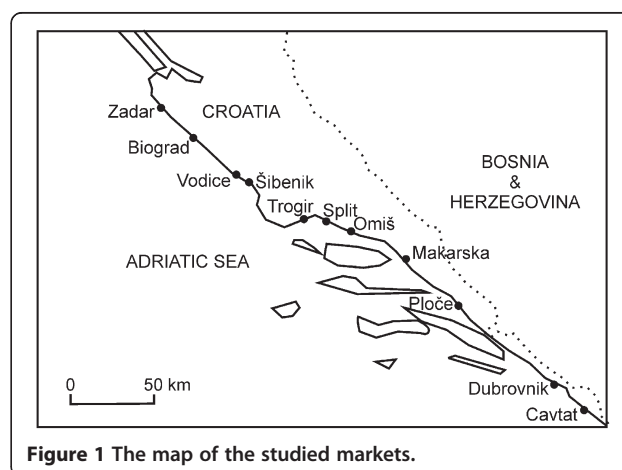 Zadar
CROATIA
Biograd
BOSNIA
&
HERZEGOVINA
Vodice
Šibenik
Trogir
Split
Omiš
Makarska
ADRIATIC SEA
Ploče
0 50 km
Dubrovnik
Cavtat
Figure 1 The map of the studied markets.